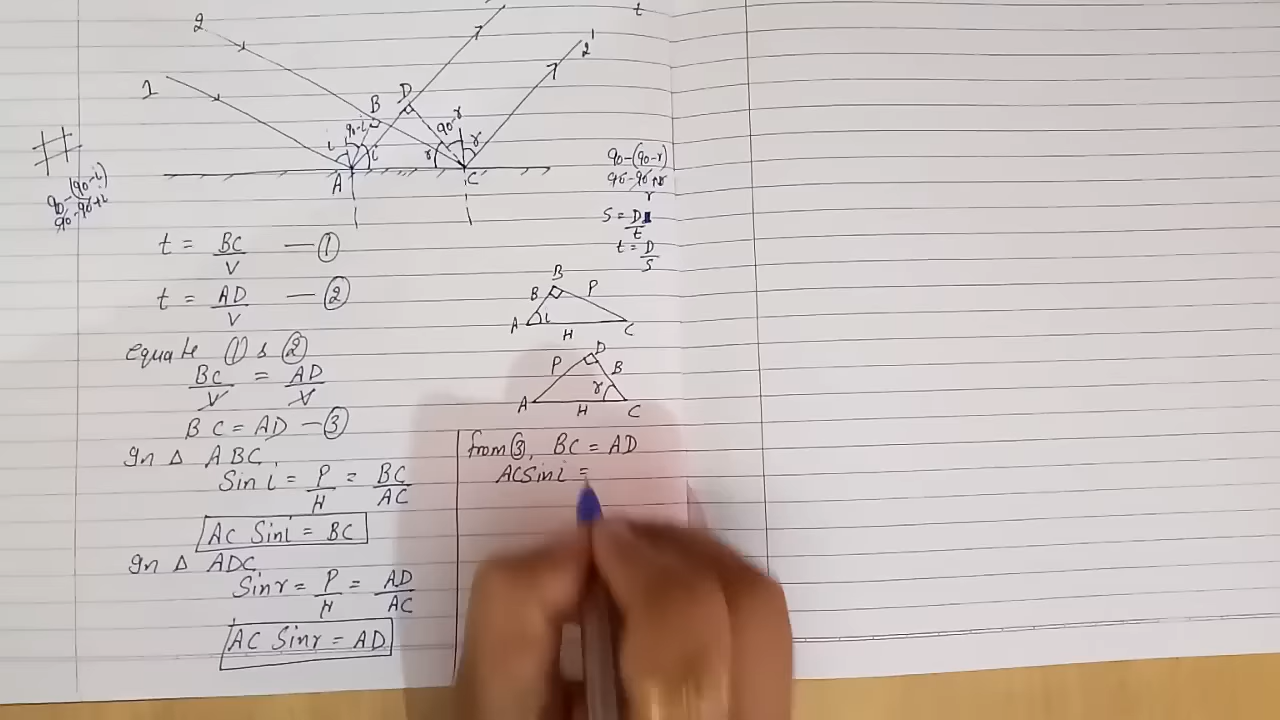 2
t
1
2'
B
D
90-i
90-r
i
i
r
r
A
C
90-(90-i)
90-90+i
90-(90-r)
90-90+r
r
S = D/t
t = D/S
t = BC/V — ①
t = AD/V — ②
equate ① & ②
BC/V = AD/V
BC = AD — ③
In Δ ABC,
Sin i = P/H = BC/AC
AC Sin i = BC
In Δ ADC,
Sin r = P/H = AD/AC
AC Sin r = AD
B
B
P
A
i
H
C
D
P
B
r
A
H
C
from ③, BC = AD
AC Sin i =